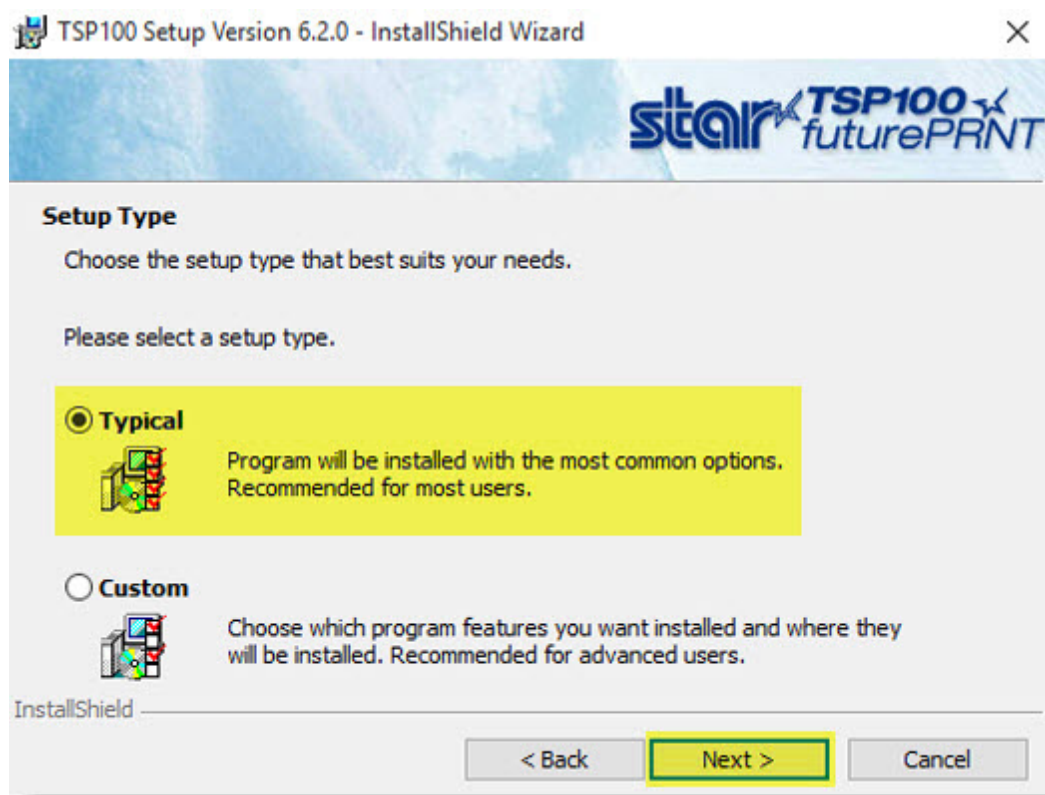 TSP100 Setup Version 6.2.0 - InstallShield Wizard
star TSP100
futurePRNT
Setup Type
Choose the setup type that best suits your needs.
Please select a setup type.
Typical
Program will be installed with the most common options.
Recommended for most users.
Custom
Choose which program features you want installed and where they
will be installed. Recommended for advanced users.
InstallShield
< Back Next > Cancel